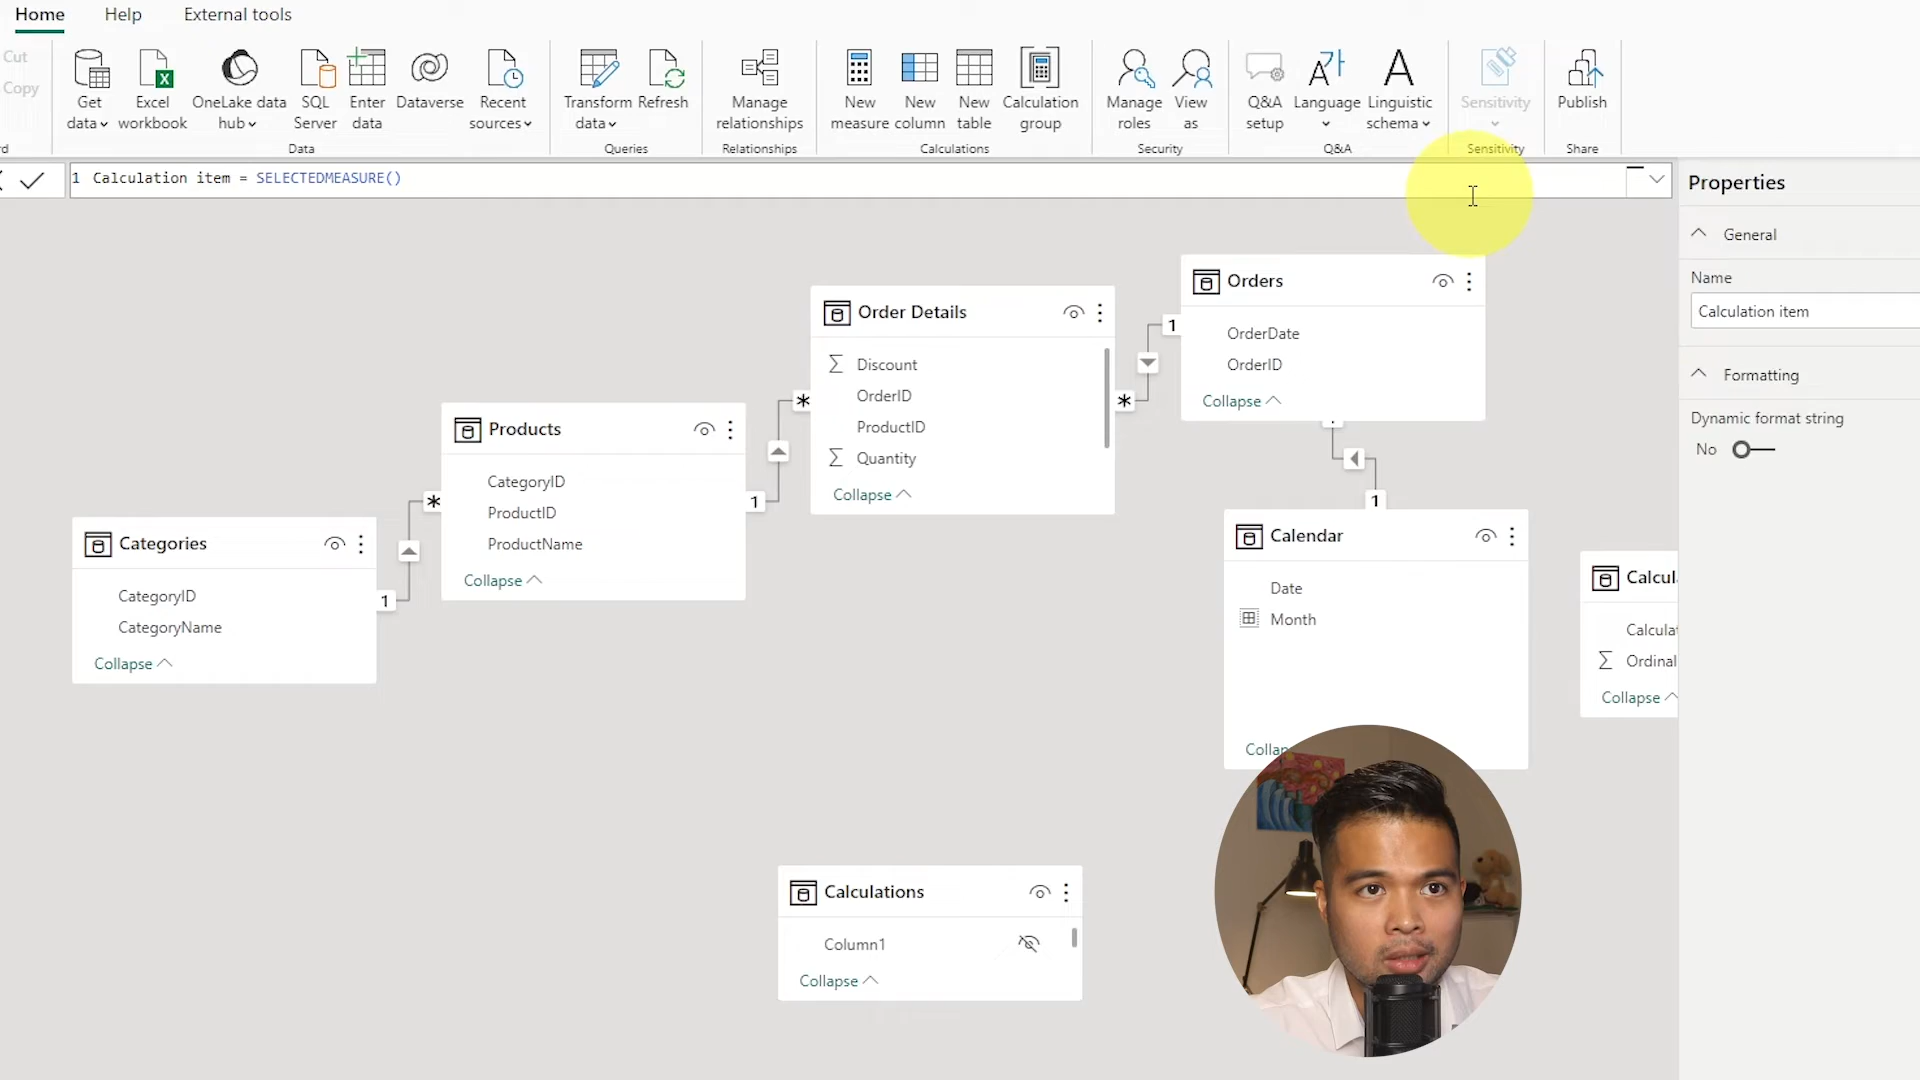 Home Help External tools
Cut
Copy
Get data
Excel workbook
OneLake data hub
SQL Server
Enter data
Dataverse
Recent sources
Data
Transform data
Refresh
Queries
Manage relationships
Relationships
New measure
New column
New table
Calculation group
Calculations
Manage roles
View as
Security
Q&A setup
Language
Linguistic schema
Q&A
Sensitivity
Sensitivity
Publish
Share
1 Calculation item = SELECTEDMEASURE()
Properties
General
Name
Calculation item
Formatting
Dynamic format string
No
Orders
OrderDate
OrderID
Collapse
1
*
Order Details
Discount
OrderID
ProductID
Quantity
Collapse
*
1
Products
CategoryID
ProductID
ProductName
Collapse
*
1
Categories
CategoryID
CategoryName
Collapse
1
Calendar
Date
Month
Collap
Calcul
Calculat
Ordinal
Collapse
Calculations
Column1
Collapse